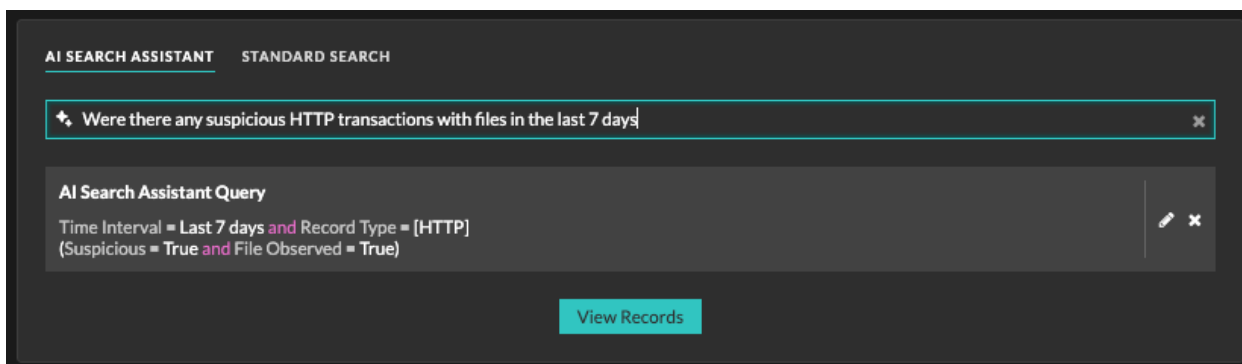 AI SEARCH ASSISTANT STANDARD SEARCH
Were there any suspicious HTTP transactions with files in the last 7 days
AI Search Assistant Query
Time Interval = Last 7 days and Record Type = [HTTP]
(Suspicious = True and File Observed = True)
View Records